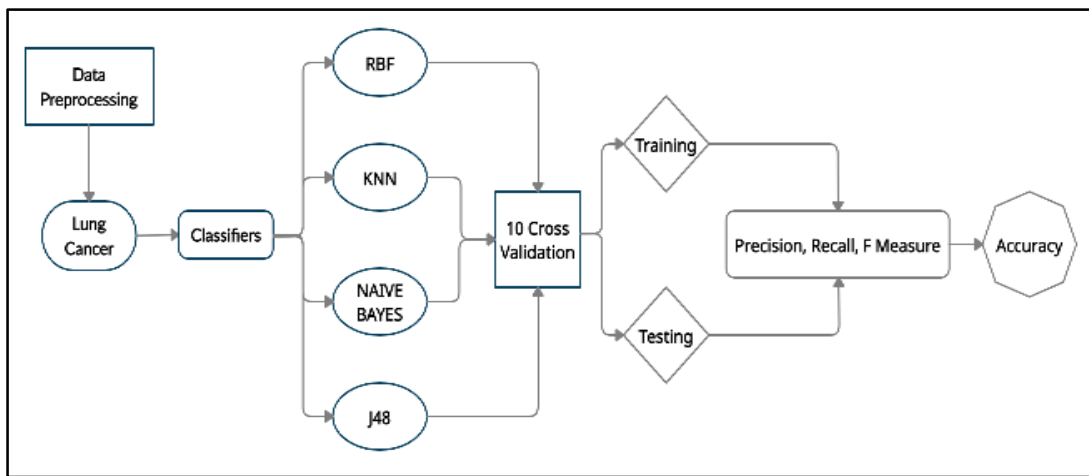 Data
Preprocessing
Lung
Cancer
Classifiers
RBF
KNN
NAIVE
BAYES
J48
10 Cross
Validation
Training
Testing
Precision, Recall, F Measure
Accuracy